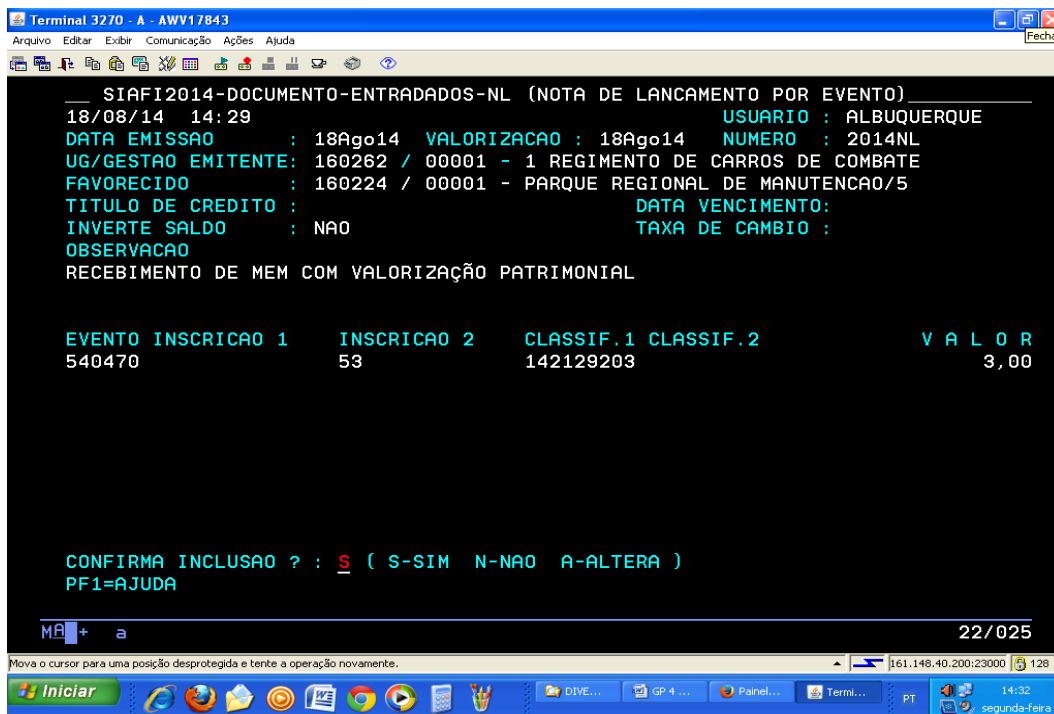 Terminal 3270 - A - AWV17843
Fecha
Arquivo Editar Exibir Comunicação Ações Ajuda
__ SIAFI2014-DOCUMENTO-ENTRADADOS-NL (NOTA DE LANCAMENTO POR EVENTO)
18/08/14 14:29 USUARIO : ALBUQUERQUE
DATA EMISSAO : 18Ago14 VALORIZACAO : 18Ago14 NUMERO : 2014NL
UG/GESTAO EMITENTE: 160262 / 00001 - 1 REGIMENTO DE CARROS DE COMBATE
FAVORECIDO : 160224 / 00001 - PARQUE REGIONAL DE MANUTENCAO/5
TITULO DE CREDITO : DATA VENCIMENTO:
INVERTE SALDO : NAO TAXA DE CAMBIO :
OBSERVACAO
RECEBIMENTO DE MEM COM VALORIZAÇÃO PATRIMONIAL
EVENTO INSCRICAO 1 INSCRICAO 2 CLASSIF.1 CLASSIF.2 V A L O R
540470 53 142129203 3,00
CONFIRMA INCLUSAO ? : S ( S-SIM N-NAO A-ALTERA )
PF1=AJUDA
MA + a 22/025
Mova o cursor para uma posição desprotegida e tente a operação novamente. 161.148.40.200:23000 128
Iniciar DIVE... GP 4 ... Painel... Termi... PT 14:32
segunda-feira